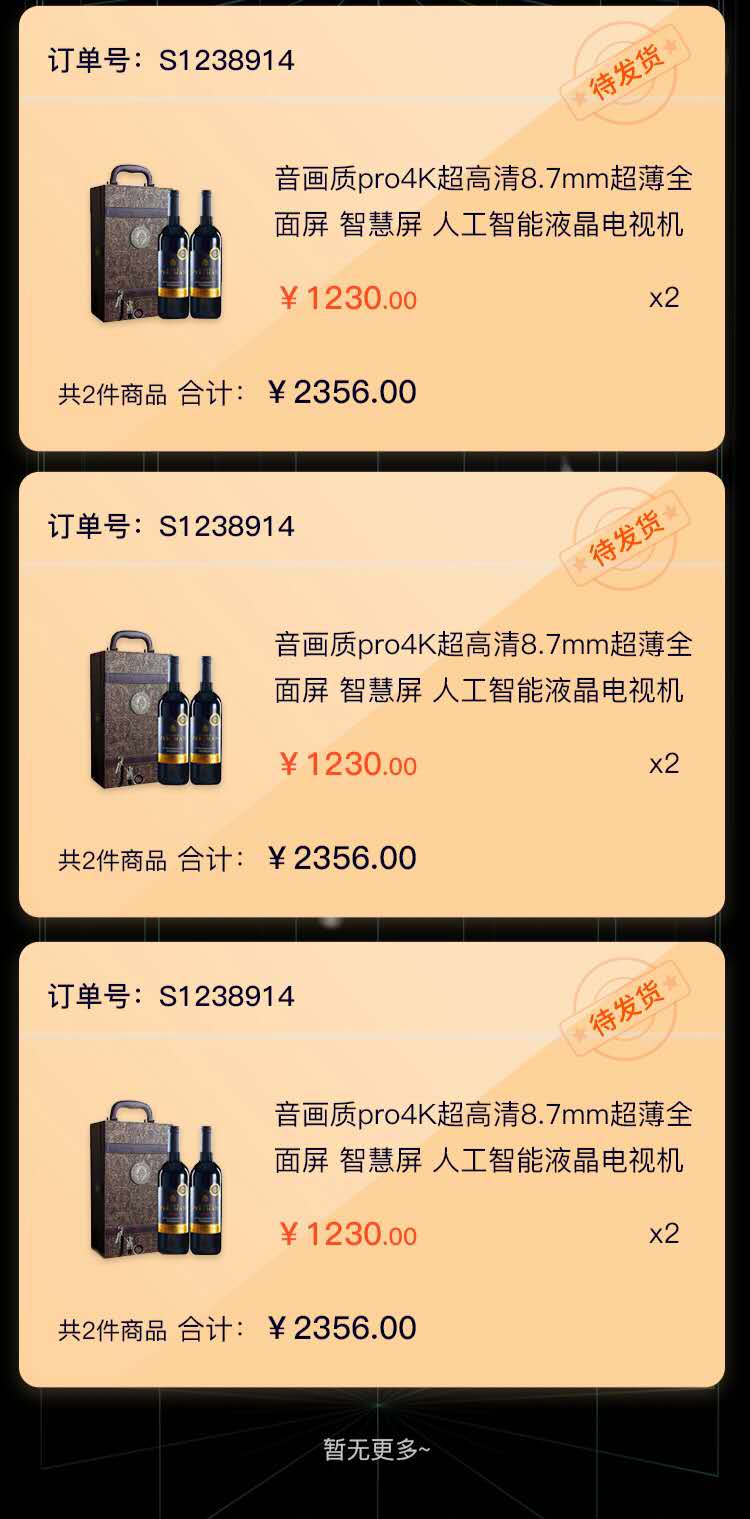 订单号：S1238914
待发货
音画质pro4K超高清8.7mm超薄全
面屏 智慧屏 人工智能液晶电视机
¥1230.00
x2
共2件商品 合计： ¥2356.00
订单号：S1238914
待发货
音画质pro4K超高清8.7mm超薄全
面屏 智慧屏 人工智能液晶电视机
¥1230.00
x2
共2件商品 合计： ¥2356.00
订单号：S1238914
待发货
音画质pro4K超高清8.7mm超薄全
面屏 智慧屏 人工智能液晶电视机
¥1230.00
x2
共2件商品 合计： ¥2356.00
暂无更多~